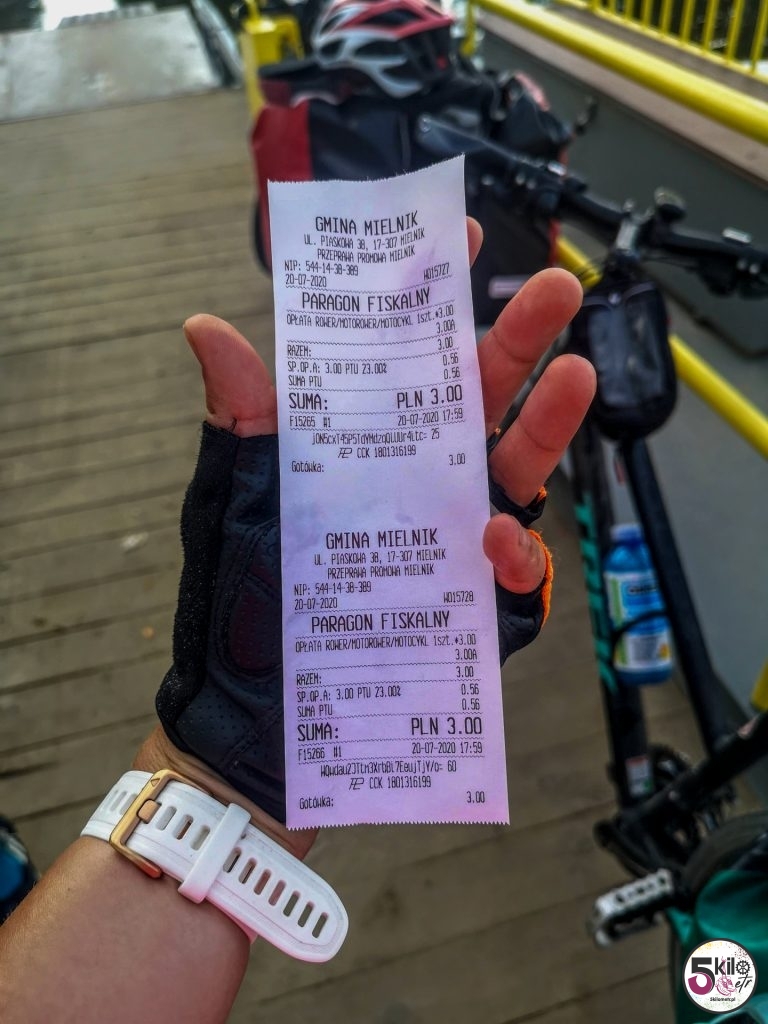 GMINA MIELNIK
UL. PIASKOWA 38, 17-307 MIELNIK
PRZEPRAWA PROMOWA MIELNIK
NIP: 544-14-38-389
20-07-2020 W015727
PARAGON FISKALNY
OPŁATA ROWER/MOTOROWER/MOTOCYKL 1szt.*3.00
3.00A
RAZEM: 3.00
SP.OP.A: 3.00 PTU 23.00% 0.56
SUMA PTU 0.56
SUMA: PLN 3.00
F15265 #1 20-07-2020 17:59
25
CCK 1801316199
Gotówka: 3.00
GMINA MIELNIK
UL. PIASKOWA 38, 17-307 MIELNIK
PRZEPRAWA PROMOWA MIELNIK
NIP: 544-14-38-389
20-07-2020 W015728
PARAGON FISKALNY
OPŁATA ROWER/MOTOROWER/MOTOCYKL 1szt.*3.00
3.00A
RAZEM: 3.00
SP.OP.A: 3.00 PTU 23.00% 0.56
SUMA PTU 0.56
SUMA: PLN 3.00
F15266 #1 20-07-2020 17:59
60
CCK 1801316199
Gotówka: 3.00
5kilometr
5kilometr.pl